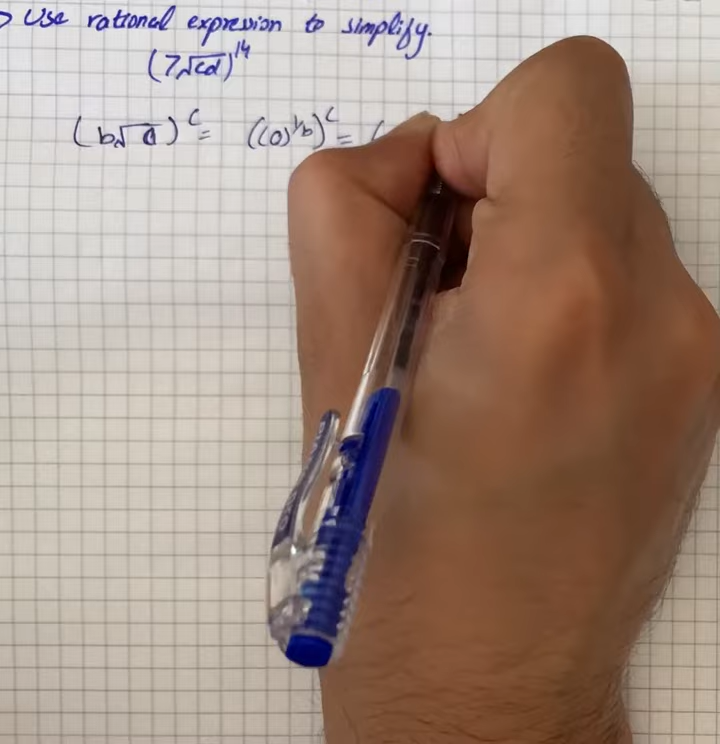 Use rational expression to simplify.
(7√cd)^14
(b√a)^c = ((a)^1/b)^c = (